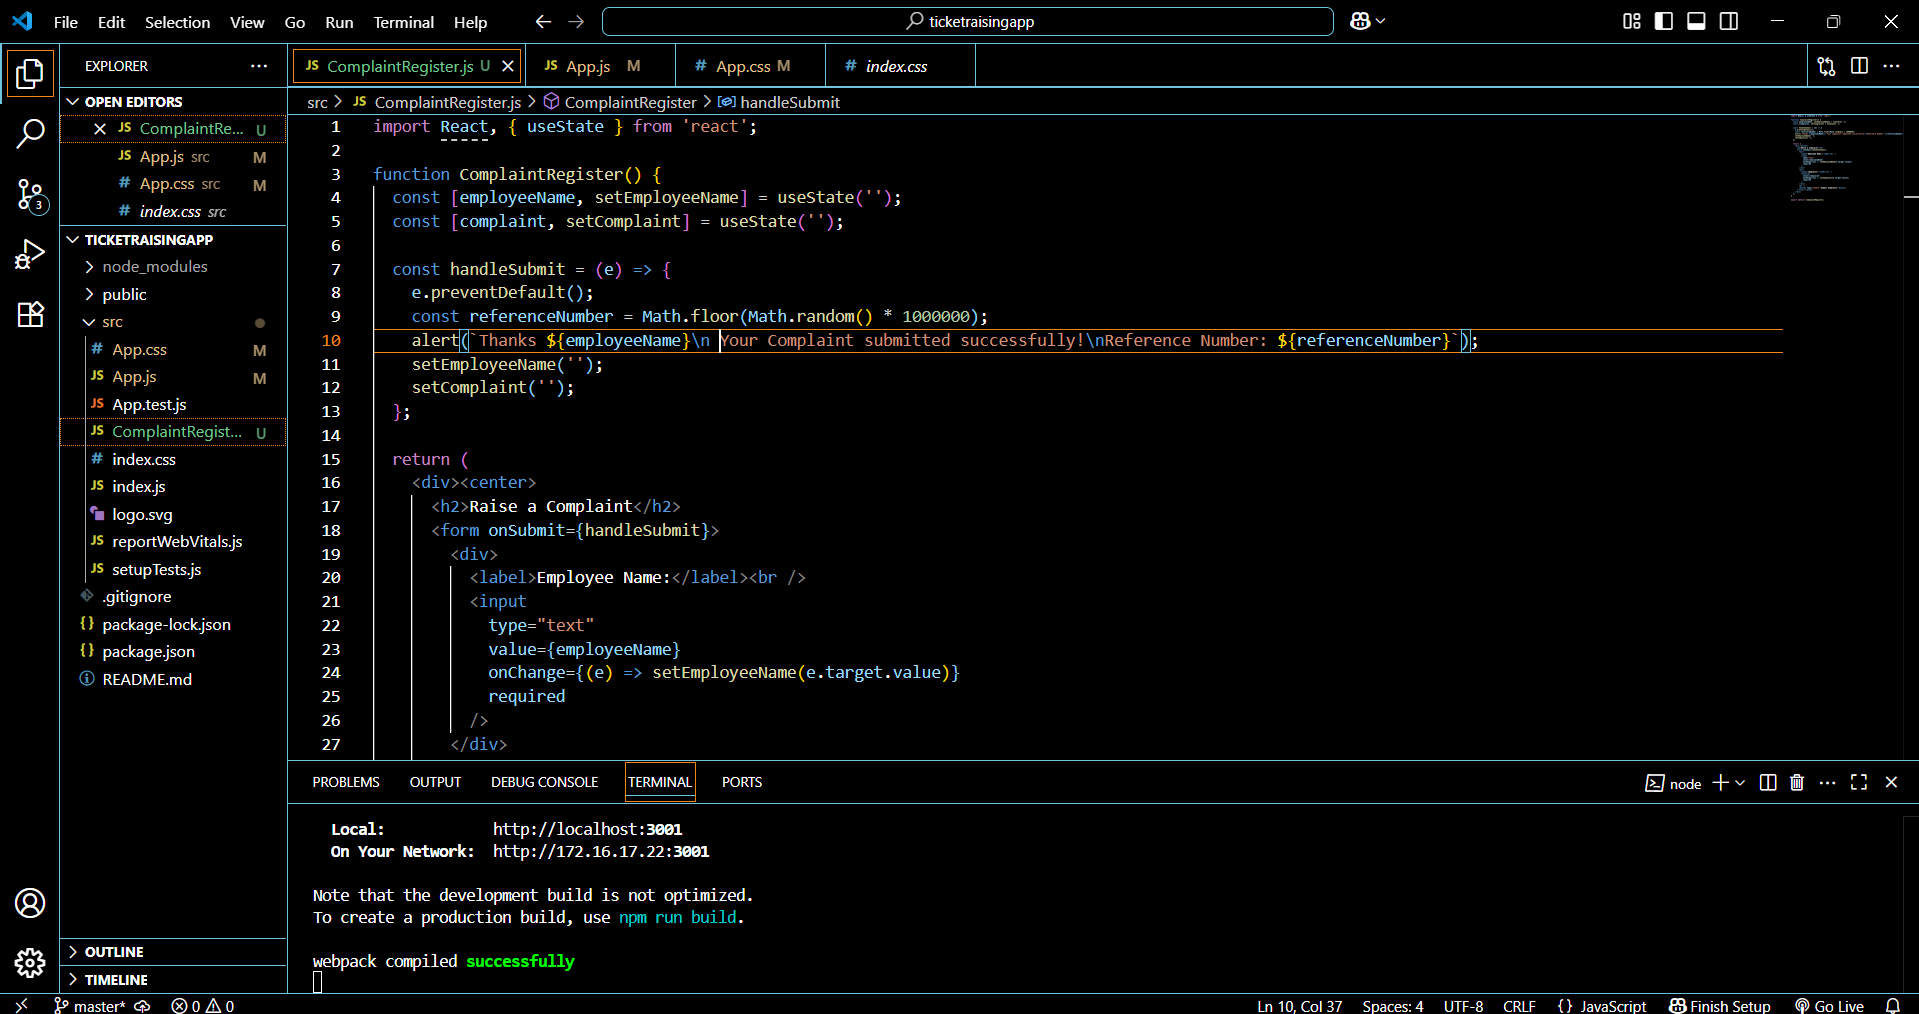 File Edit Selection View Go Run Terminal Help
ticketraisingapp
EXPLORER
OPEN EDITORS
JS ComplaintRe... U
JS App.js src M
# App.css src M
# index.css src
TICKETRAISINGAPP
node_modules
public
src
# App.css M
JS App.js M
JS App.test.js
JS ComplaintRegist... U
# index.css
JS index.js
logo.svg
JS reportWebVitals.js
JS setupTests.js
.gitignore
{} package-lock.json
{} package.json
README.md
OUTLINE
TIMELINE
3
JS ComplaintRegister.js U
JS App.js M
# App.css M
# index.css
src > JS ComplaintRegister.js > ComplaintRegister > handleSubmit
1 import React, { useState } from 'react';
2
3 function ComplaintRegister() {
4 const [employeeName, setEmployeeName] = useState('');
5 const [complaint, setComplaint] = useState('');
6
7 const handleSubmit = (e) => {
8 e.preventDefault();
9 const referenceNumber = Math.floor(Math.random() * 1000000);
10 alert(`Thanks ${employeeName}\n Your Complaint submitted successfully!\nReference Number: ${referenceNumber}`);
11 setEmployeeName('');
12 setComplaint('');
13 };
14
15 return (
16 <div><center>
17 <h2>Raise a Complaint</h2>
18 <form onSubmit={handleSubmit}>
19 <div>
20 <label>Employee Name:</label><br />
21 <input
22 type="text"
23 value={employeeName}
24 onChange={(e) => setEmployeeName(e.target.value)}
25 required
26 />
27 </div>
PROBLEMS OUTPUT DEBUG CONSOLE TERMINAL PORTS
node
Local: http://localhost:3001
On Your Network: http://172.16.17.22:3001
Note that the development build is not optimized.
To create a production build, use npm run build.
webpack compiled successfully
master* 0 0
Ln 10, Col 37 Spaces: 4 UTF-8 CRLF {} JavaScript Finish Setup Go Live